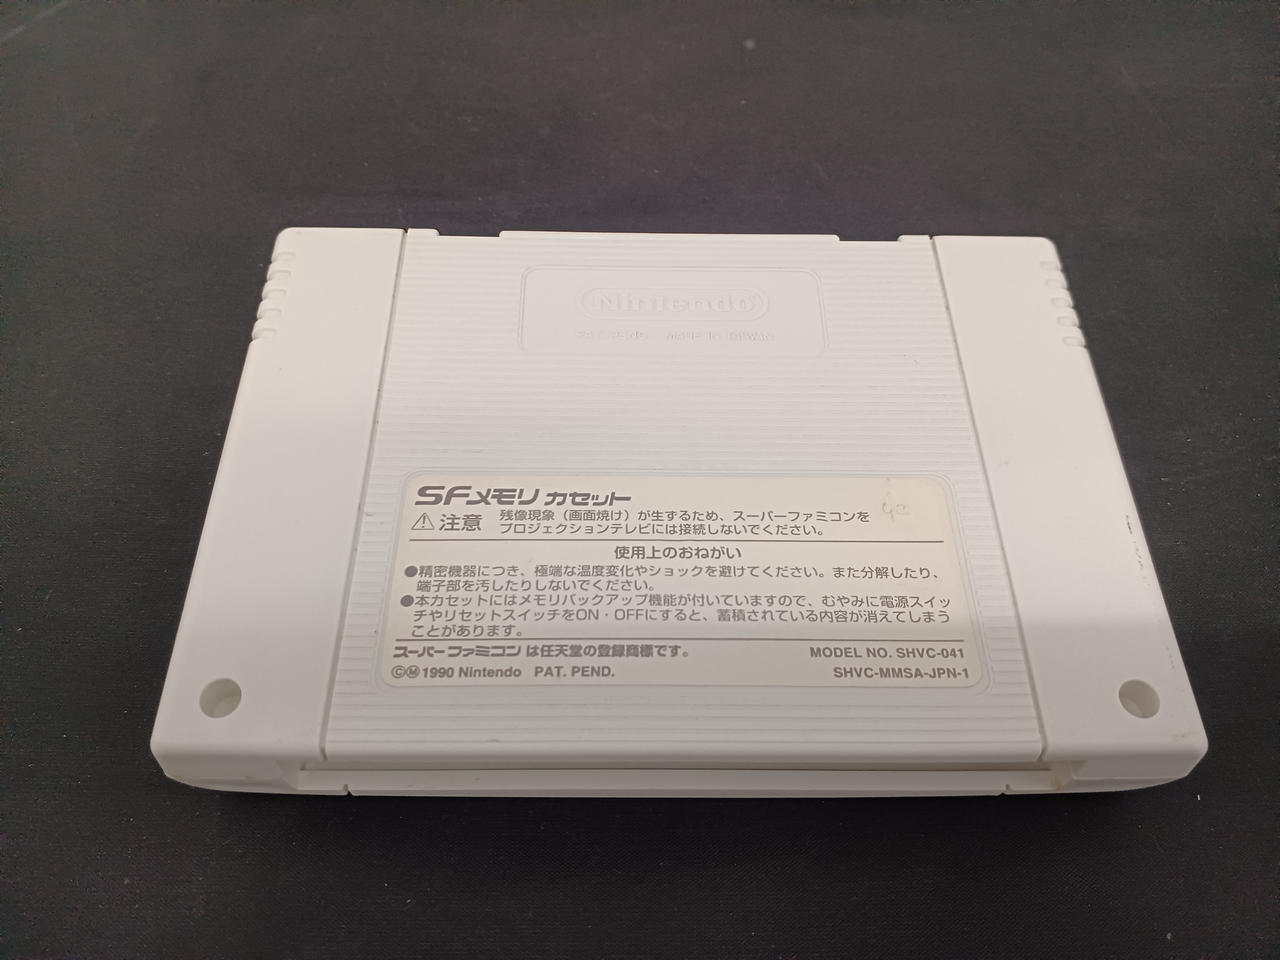 Nintendo
PAT. PEND. MADE IN TAIWAN
SFメモリ カセット
注意 残像現象（画面焼け）が生ずるため、スーパーファミコンを
プロジェクションテレビには接続しないでください。
使用上のおねがい
●精密機器につき、極端な温度変化やショックを避けてください。また分解したり、
端子部を汚したりしないでください。
●本カセットにはメモリバックアップ機能が付いていますので、むやみに電源スイッ
チやリセットスイッチをON・OFFにすると、蓄積されている内容が消えてしまう
ことがあります。
スーパーファミコンは任天堂の登録商標です。
MODEL NO. SHVC-041
ⒸⓂ1990 Nintendo PAT. PEND.
SHVC-MMSA-JPN-1